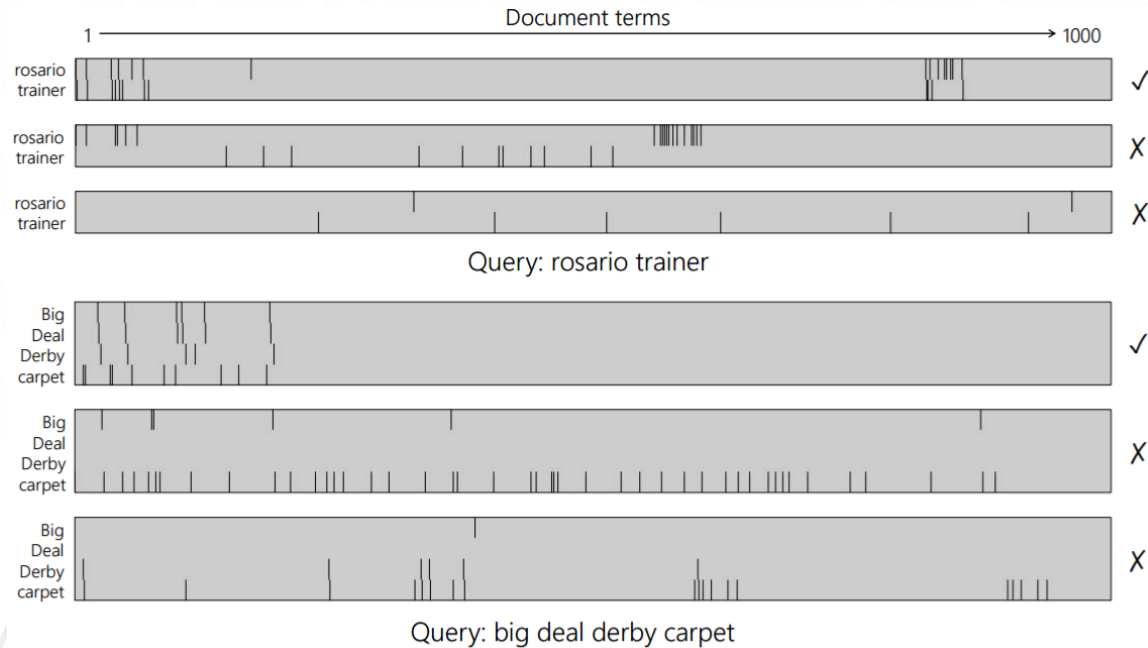 Document terms
1 1000
rosario
trainer
✓
rosario
trainer
X
rosario
trainer
X
Query: rosario trainer
Big
Deal
Derby
carpet
✓
Big
Deal
Derby
carpet
X
Big
Deal
Derby
carpet
X
Query: big deal derby carpet